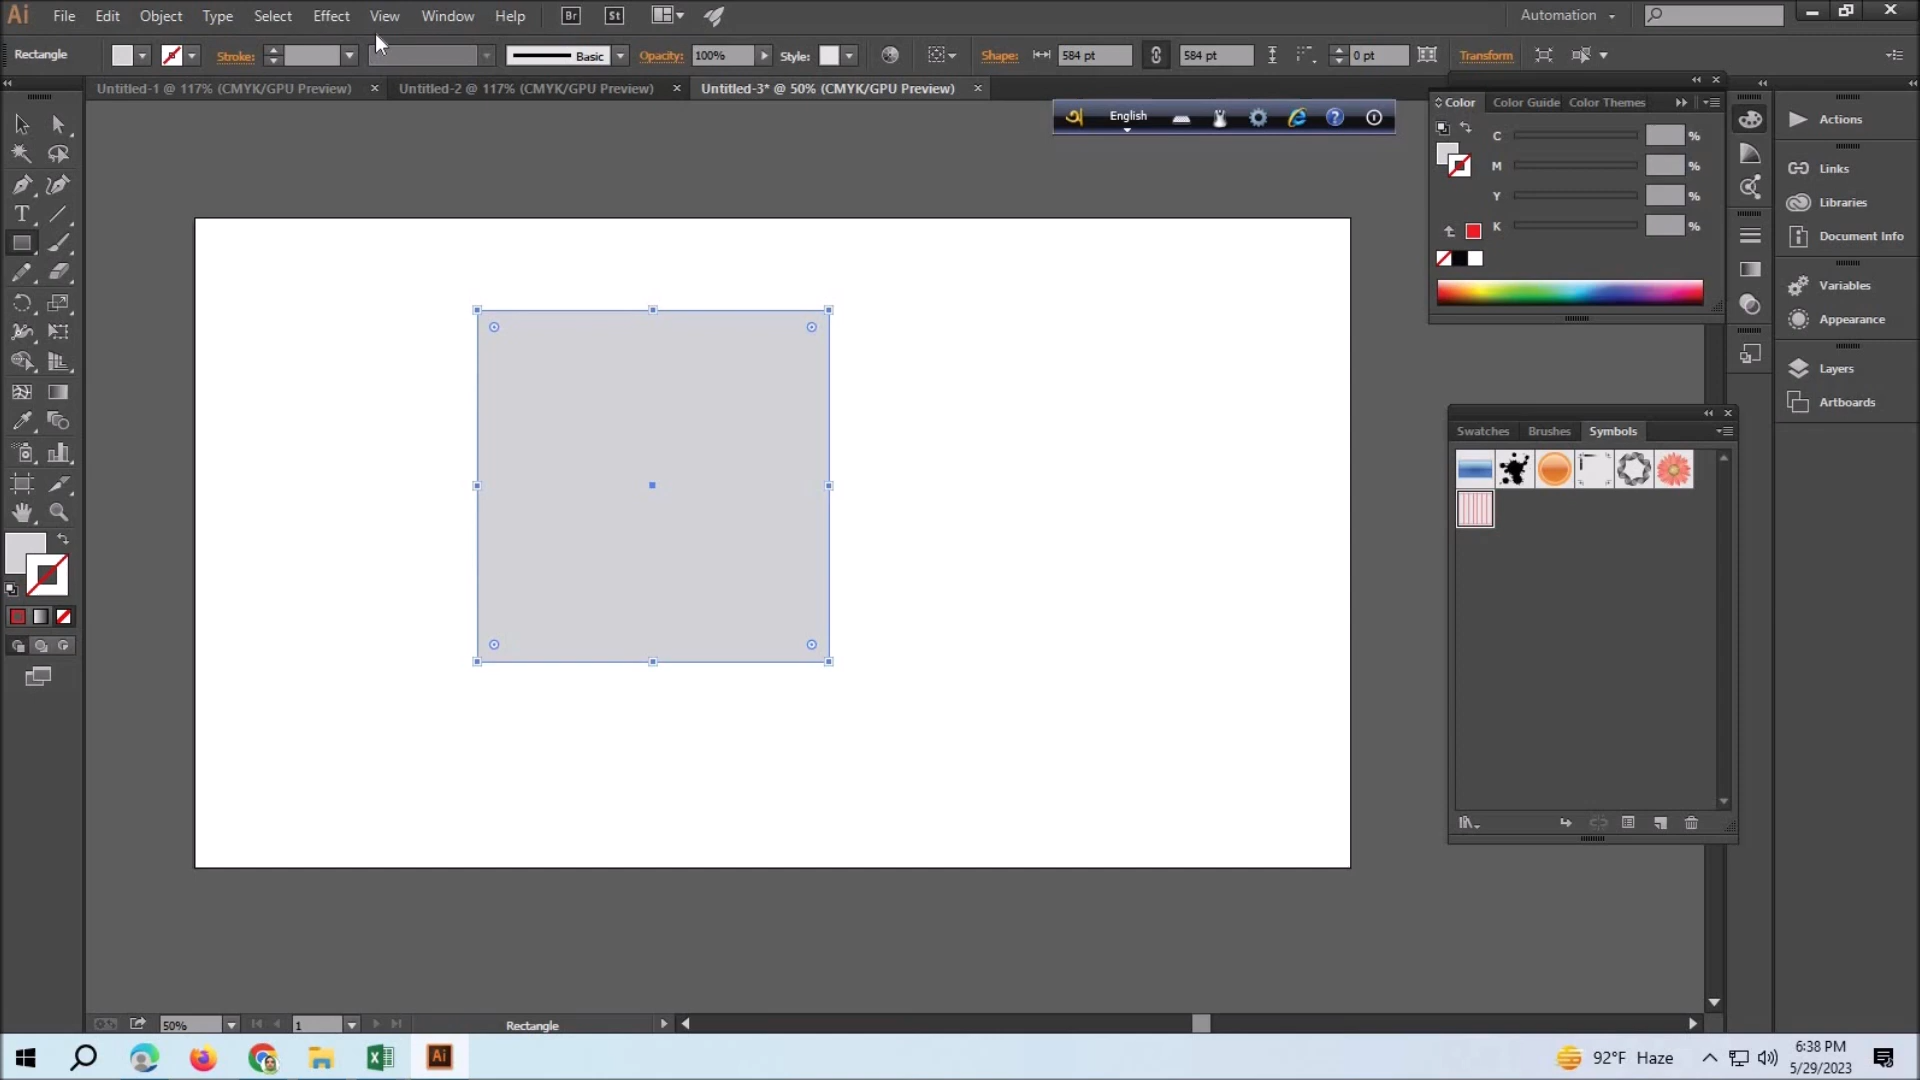 Ai File Edit Object Type Select Effect View Window Help Br St Automation
Rectangle Stroke: Basic Opacity: 100% Style: Shape: 584 pt 584 pt 0 pt Transform
Untitled-1 @ 117% (CMYK/GPU Preview) × Untitled-2 @ 117% (CMYK/GPU Preview) × Untitled-3* @ 50% (CMYK/GPU Preview) ×
অ English
Color Color Guide Color Themes
C %
M %
Y %
K %
Actions
Links
Libraries
Document Info
Variables
Appearance
Layers
Artboards
Swatches Brushes Symbols
T
50% 1 Rectangle
Ai 92°F Haze 6:38 PM
5/29/2023